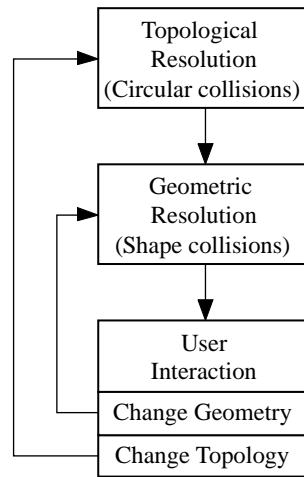 Topological
Resolution
(Circular collisions)
Geometric
Resolution
(Shape collisions)
User
Interaction
Change Geometry
Change Topology